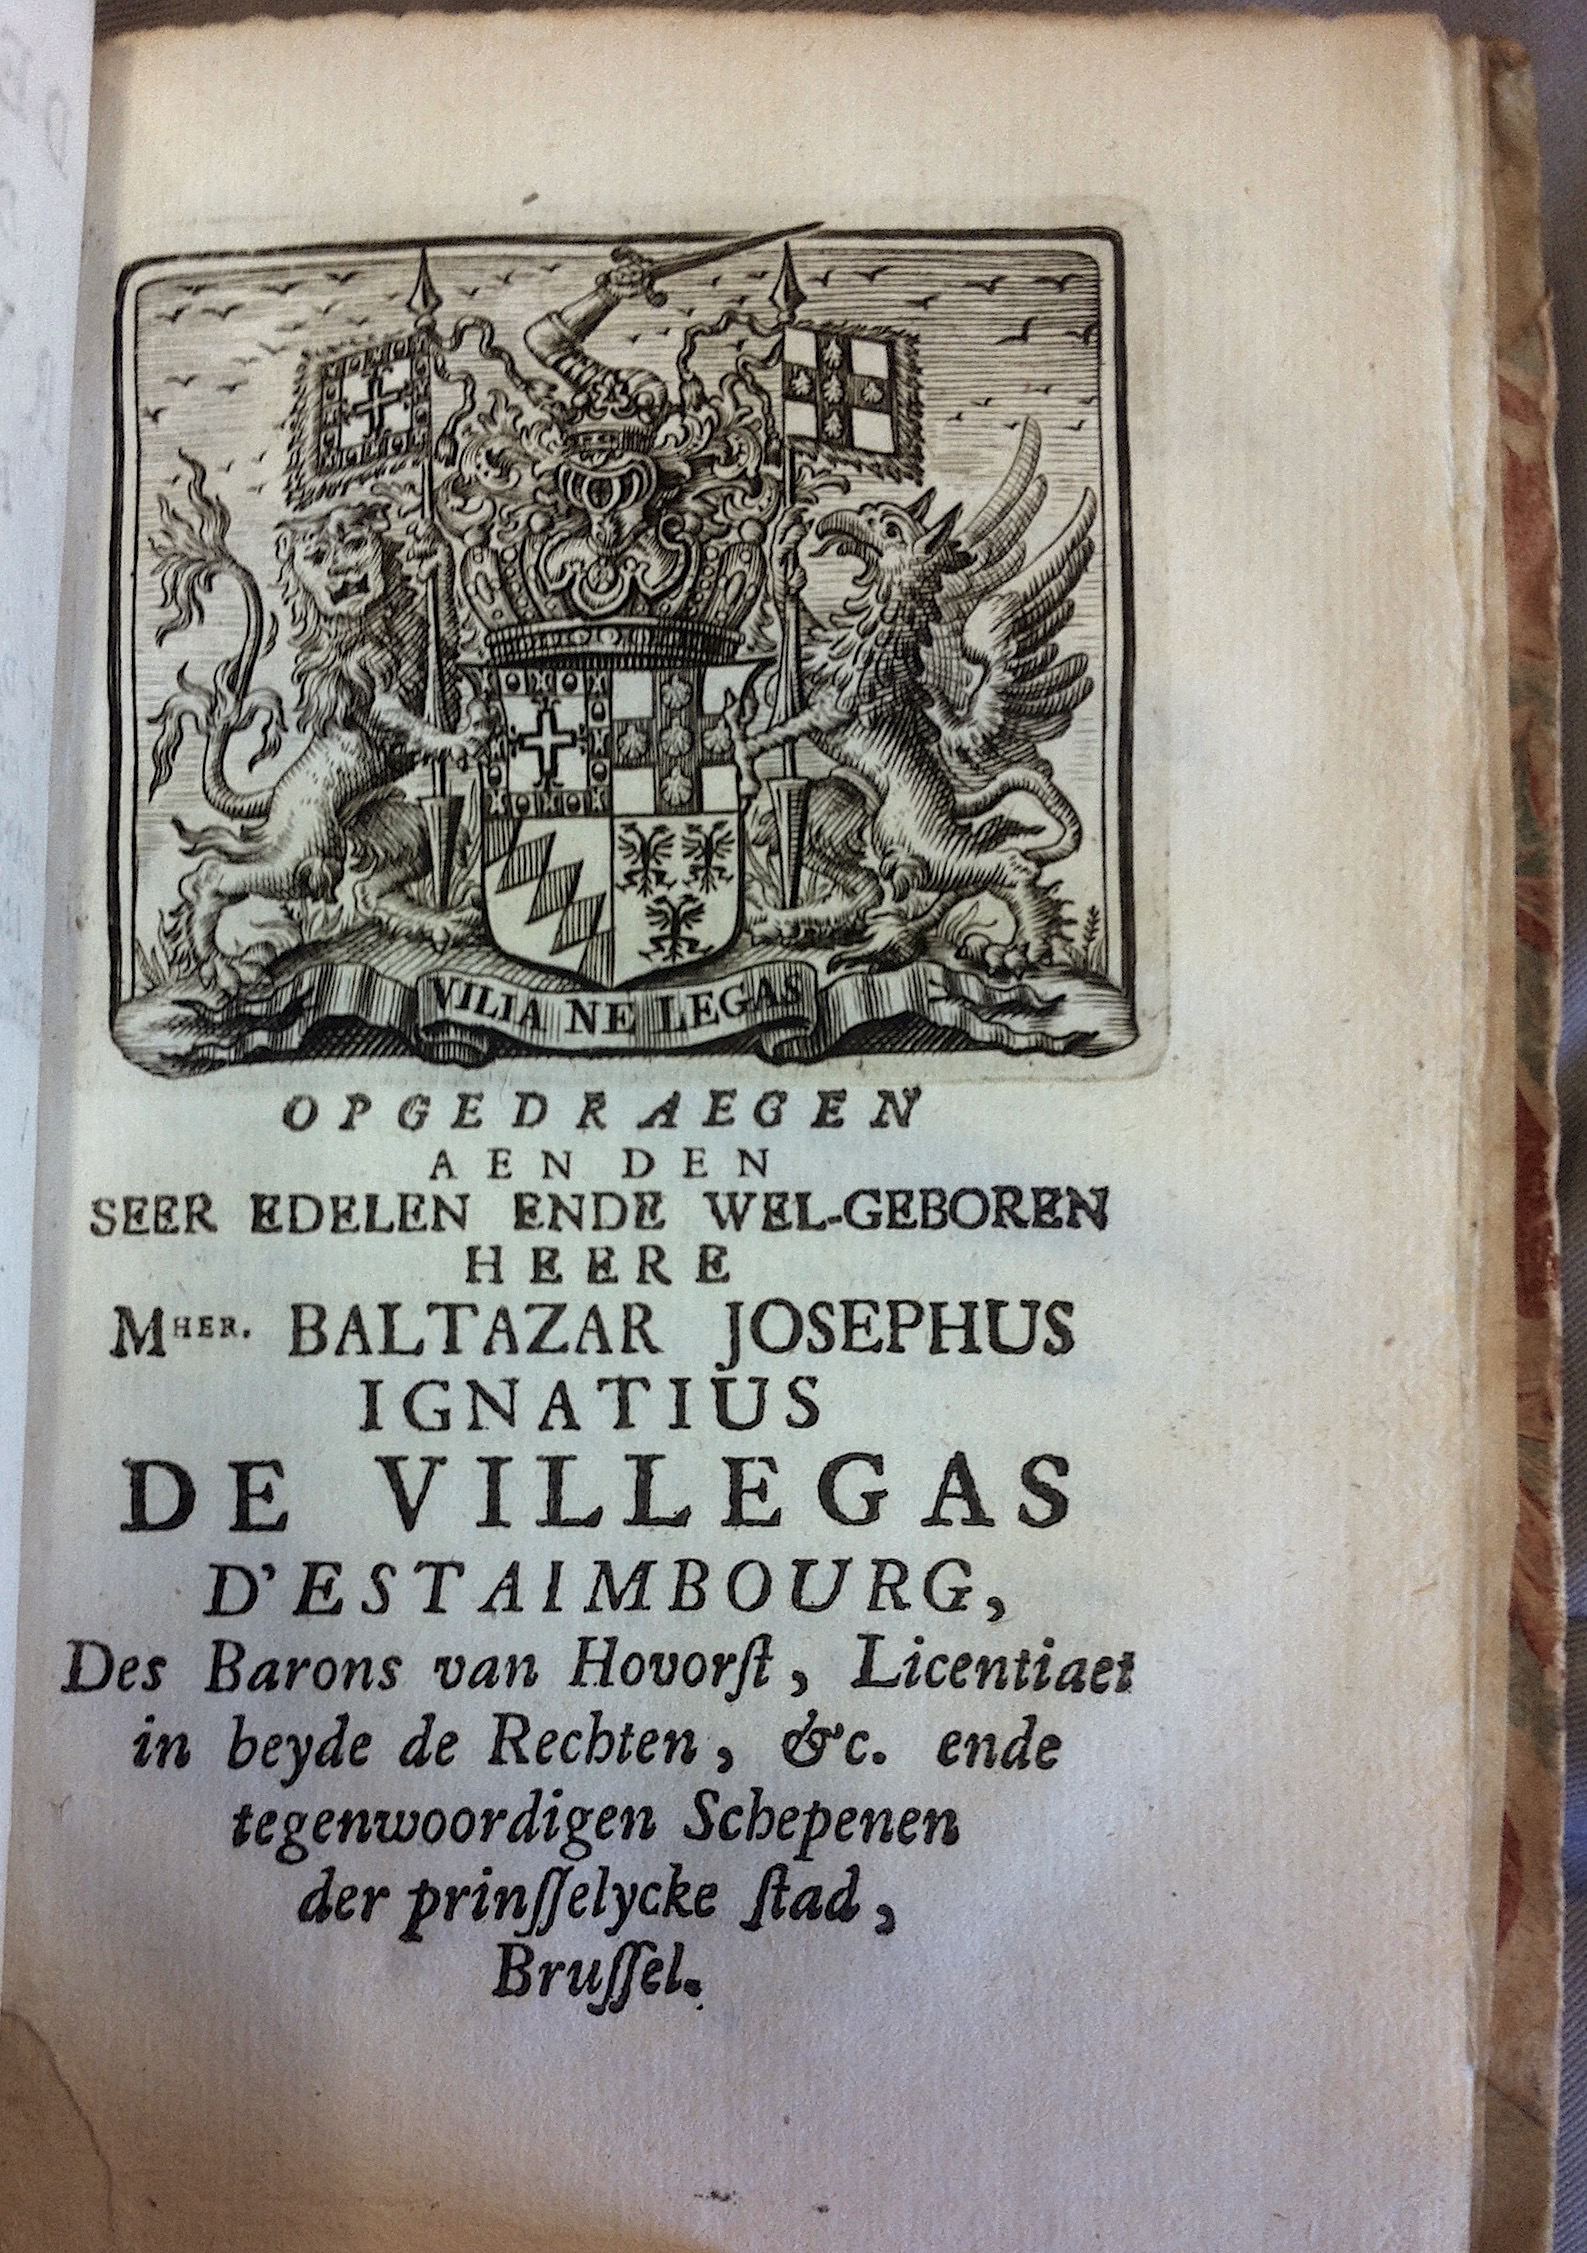 VILIA NE LEGAS
OPGEDRAEGEN
AEN DEN
SEER EDELEN ENDE WEL-GEBOREN
HEERE
MHER. BALTAZAR JOSEPHUS
IGNATIUS
DE VILLEGAS
D'ESTAIMBOURG,
Des Barons van Hovorſt, Licentiaet
in beyde de Rechten, &c. ende
tegenwoordigen Schepenen
der prinſſelycke ſtad,
Bruſſel.